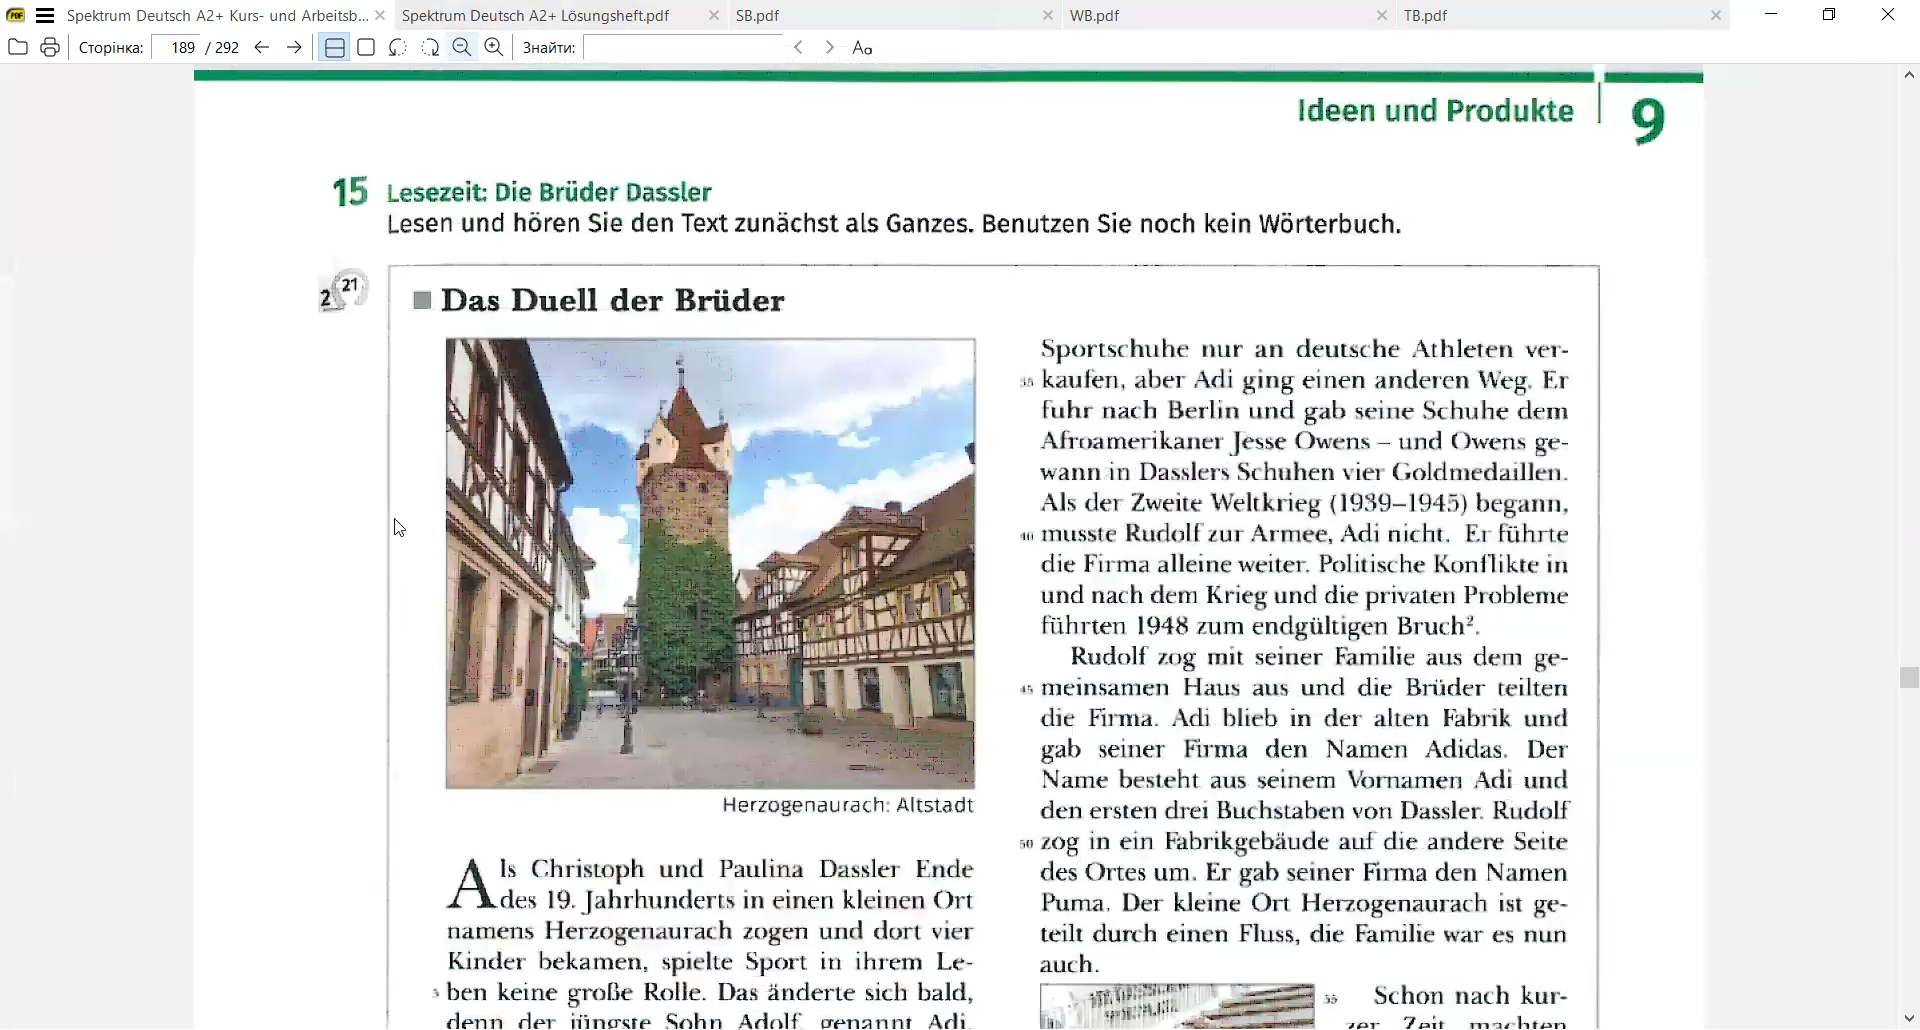 Spektrum Deutsch A2+ Kurs- und Arbeitsb...
Spektrum Deutsch A2+ Lösungsheft.pdf
SB.pdf
WB.pdf
TB.pdf
Сторінка: 189 / 292
Знайти:
Ideen und Produkte 9
15 Lesezeit: Die Brüder Dassler
Lesen und hören Sie den Text zunächst als Ganzes. Benutzen Sie noch kein Wörterbuch.
2 21
Das Duell der Brüder
Herzogenaurach: Altstadt
Als Christoph und Paulina Dassler Ende
des 19. Jahrhunderts in einen kleinen Ort
namens Herzogenaurach zogen und dort vier
Kinder bekamen, spielte Sport in ihrem Le-
5 ben keine große Rolle. Das änderte sich bald,
denn der jüngste Sohn Adolf, genannt Adi,
Sportschuhe nur an deutsche Athleten ver-
35 kaufen, aber Adi ging einen anderen Weg. Er
fuhr nach Berlin und gab seine Schuhe dem
Afroamerikaner Jesse Owens – und Owens ge-
wann in Dasslers Schuhen vier Goldmedaillen.
Als der Zweite Weltkrieg (1939–1945) begann,
40 musste Rudolf zur Armee, Adi nicht. Er führte
die Firma alleine weiter. Politische Konflikte in
und nach dem Krieg und die privaten Probleme
führten 1948 zum endgültigen Bruch².
Rudolf zog mit seiner Familie aus dem ge-
45 meinsamen Haus aus und die Brüder teilten
die Firma. Adi blieb in der alten Fabrik und
gab seiner Firma den Namen Adidas. Der
Name besteht aus seinem Vornamen Adi und
den ersten drei Buchstaben von Dassler. Rudolf
50 zog in ein Fabrikgebäude auf die andere Seite
des Ortes um. Er gab seiner Firma den Namen
Puma. Der kleine Ort Herzogenaurach ist ge-
teilt durch einen Fluss, die Familie war es nun
auch.
55 Schon nach kur-
zer Zeit machten